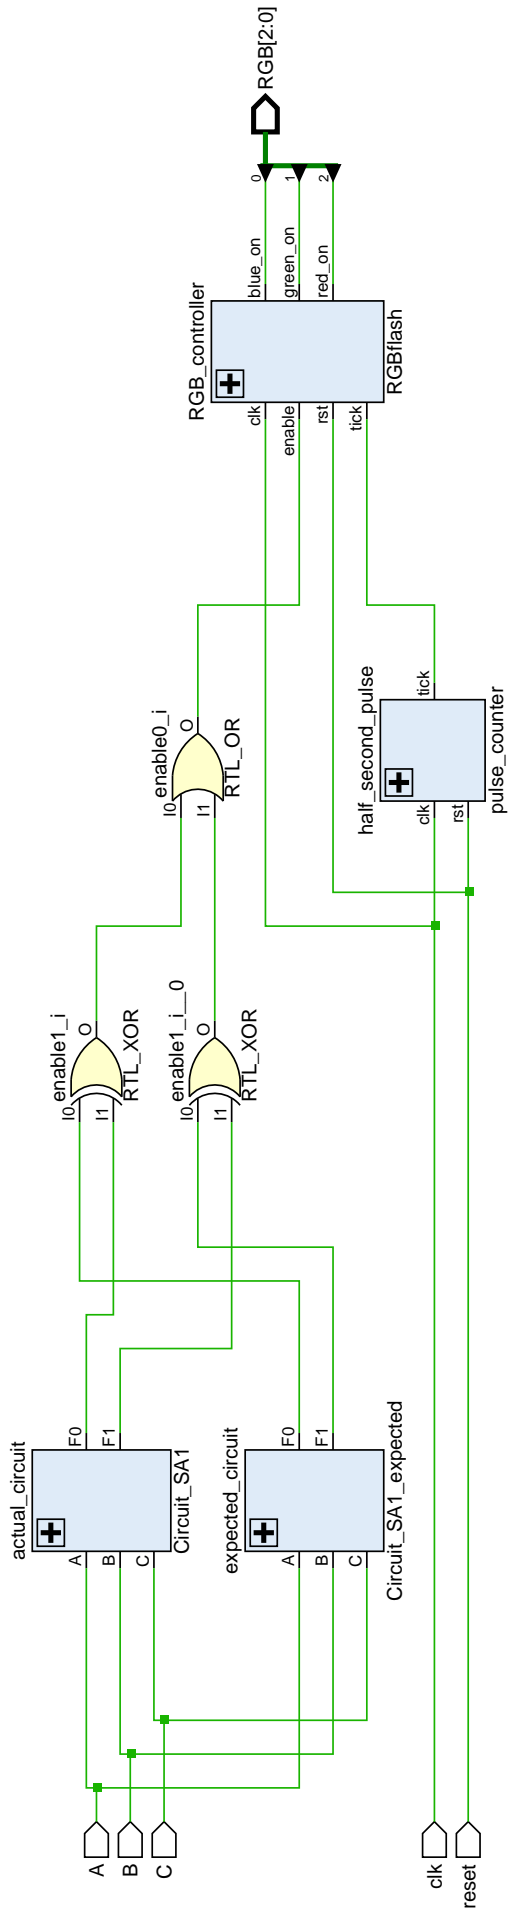 A
B
C
clk
reset
actual_circuit
A
B
C
F0
F1
Circuit_SA1
expected_circuit
A
B
C
F0
F1
Circuit_SA1_expected
enable1_i
I0
I1
O
RTL_XOR
enable1_i__0
I0
I1
O
RTL_XOR
enable0_i
I0
I1
O
RTL_OR
half_second_pulse
clk
rst
tick
pulse_counter
RGB_controller
clk
enable
rst
tick
blue_on
green_on
red_on
RGBflash
0
1
2
RGB[2:0]